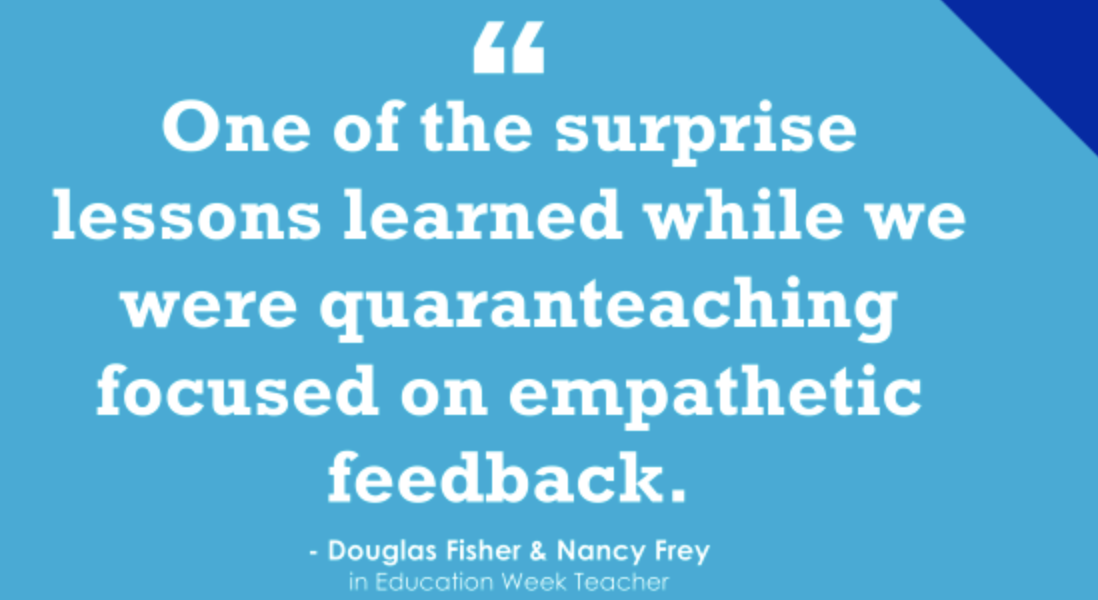 “
One of the surprise
lessons learned while we
were quaranteaching
focused on empathetic
feedback.
- Douglas Fisher & Nancy Frey
in Education Week Teacher